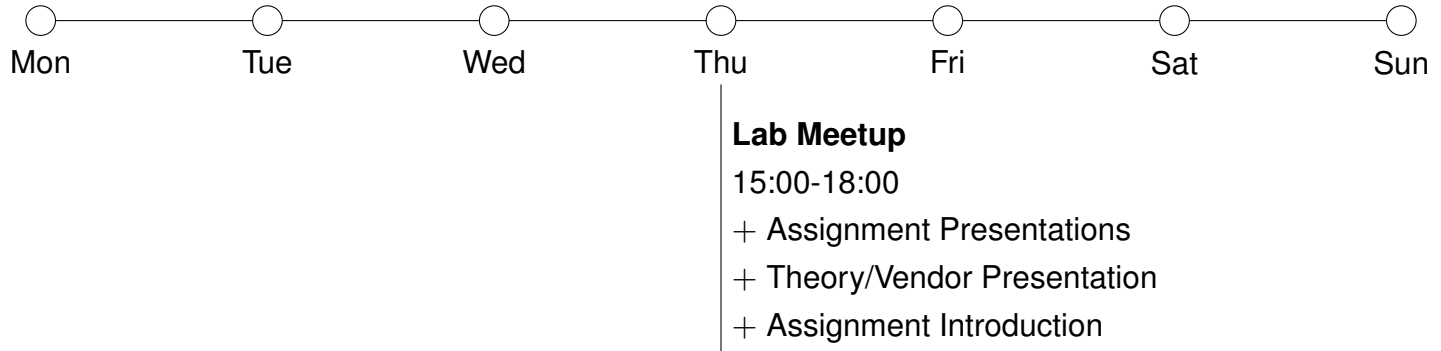 Mon Tue Wed Thu Fri Sat Sun
Lab Meetup
15:00-18:00
+ Assignment Presentations
+ Theory/Vendor Presentation
+ Assignment Introduction